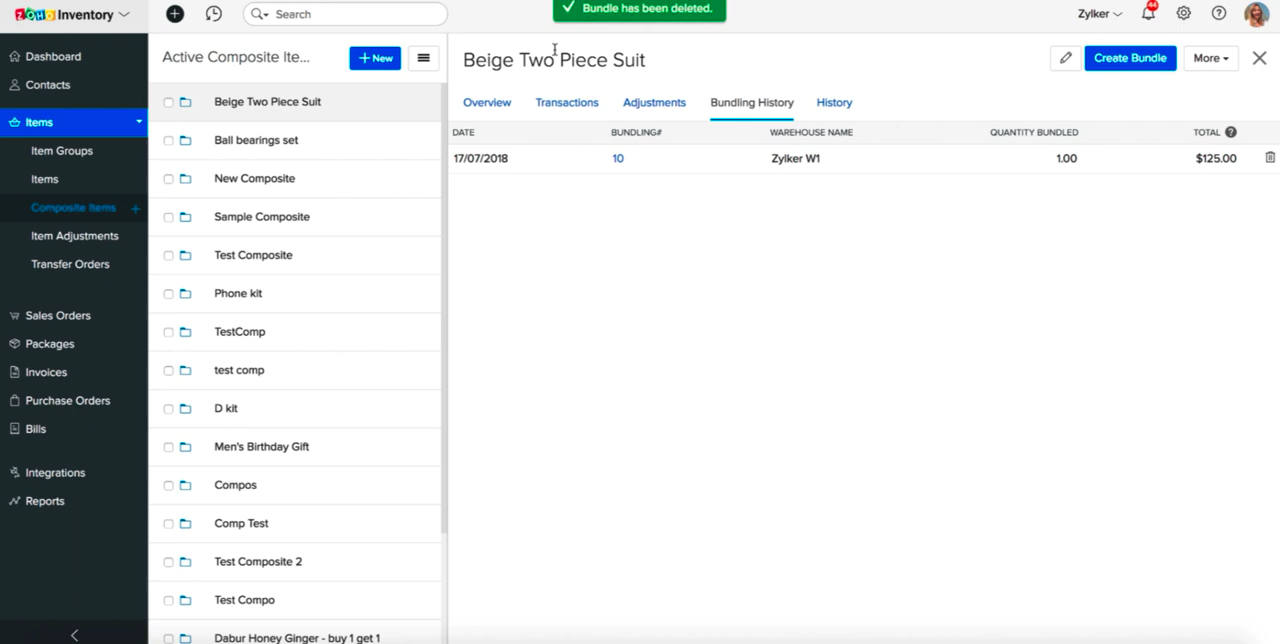 ZOHO Inventory
Search
Bundle has been deleted.
Zylker
44
Dashboard
Contacts
Items
Item Groups
Items
Composite Items +
Item Adjustments
Transfer Orders
Sales Orders
Packages
Invoices
Purchase Orders
Bills
Integrations
Reports
Active Composite Ite...
+ New
Beige Two Piece Suit
Ball bearings set
New Composite
Sample Composite
Test Composite
Phone kit
TestComp
test comp
D kit
Men's Birthday Gift
Compos
Comp Test
Test Composite 2
Test Compo
Dabur Honey Ginger - buy 1 get 1
Beige Two Piece Suit
Create Bundle
More
Overview Transactions Adjustments Bundling History History
DATE BUNDLING# WAREHOUSE NAME QUANTITY BUNDLED TOTAL ?
17/07/2018 10 Zylker W1 1.00 $125.00